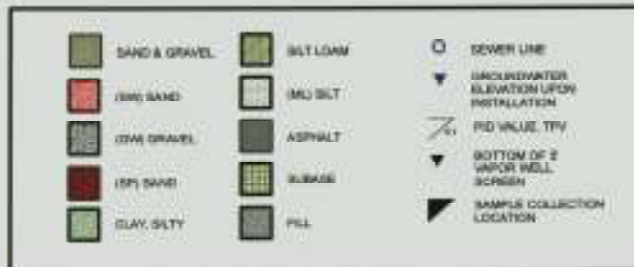 SAND & GRAVEL
(SW) SAND
(GW) GRAVEL
(SP) SAND
CLAY, SILTY
SILT LOAM
(ML) SILT
ASPHALT
SUBASE
FILL
SEWER LINE
GROUNDWATER
ELEVATION UPON
INSTALLATION
PID VALUE, TPV
BOTTOM OF 2
VAPOR WELL
SCREEN
SAMPLE COLLECTION
LOCATION